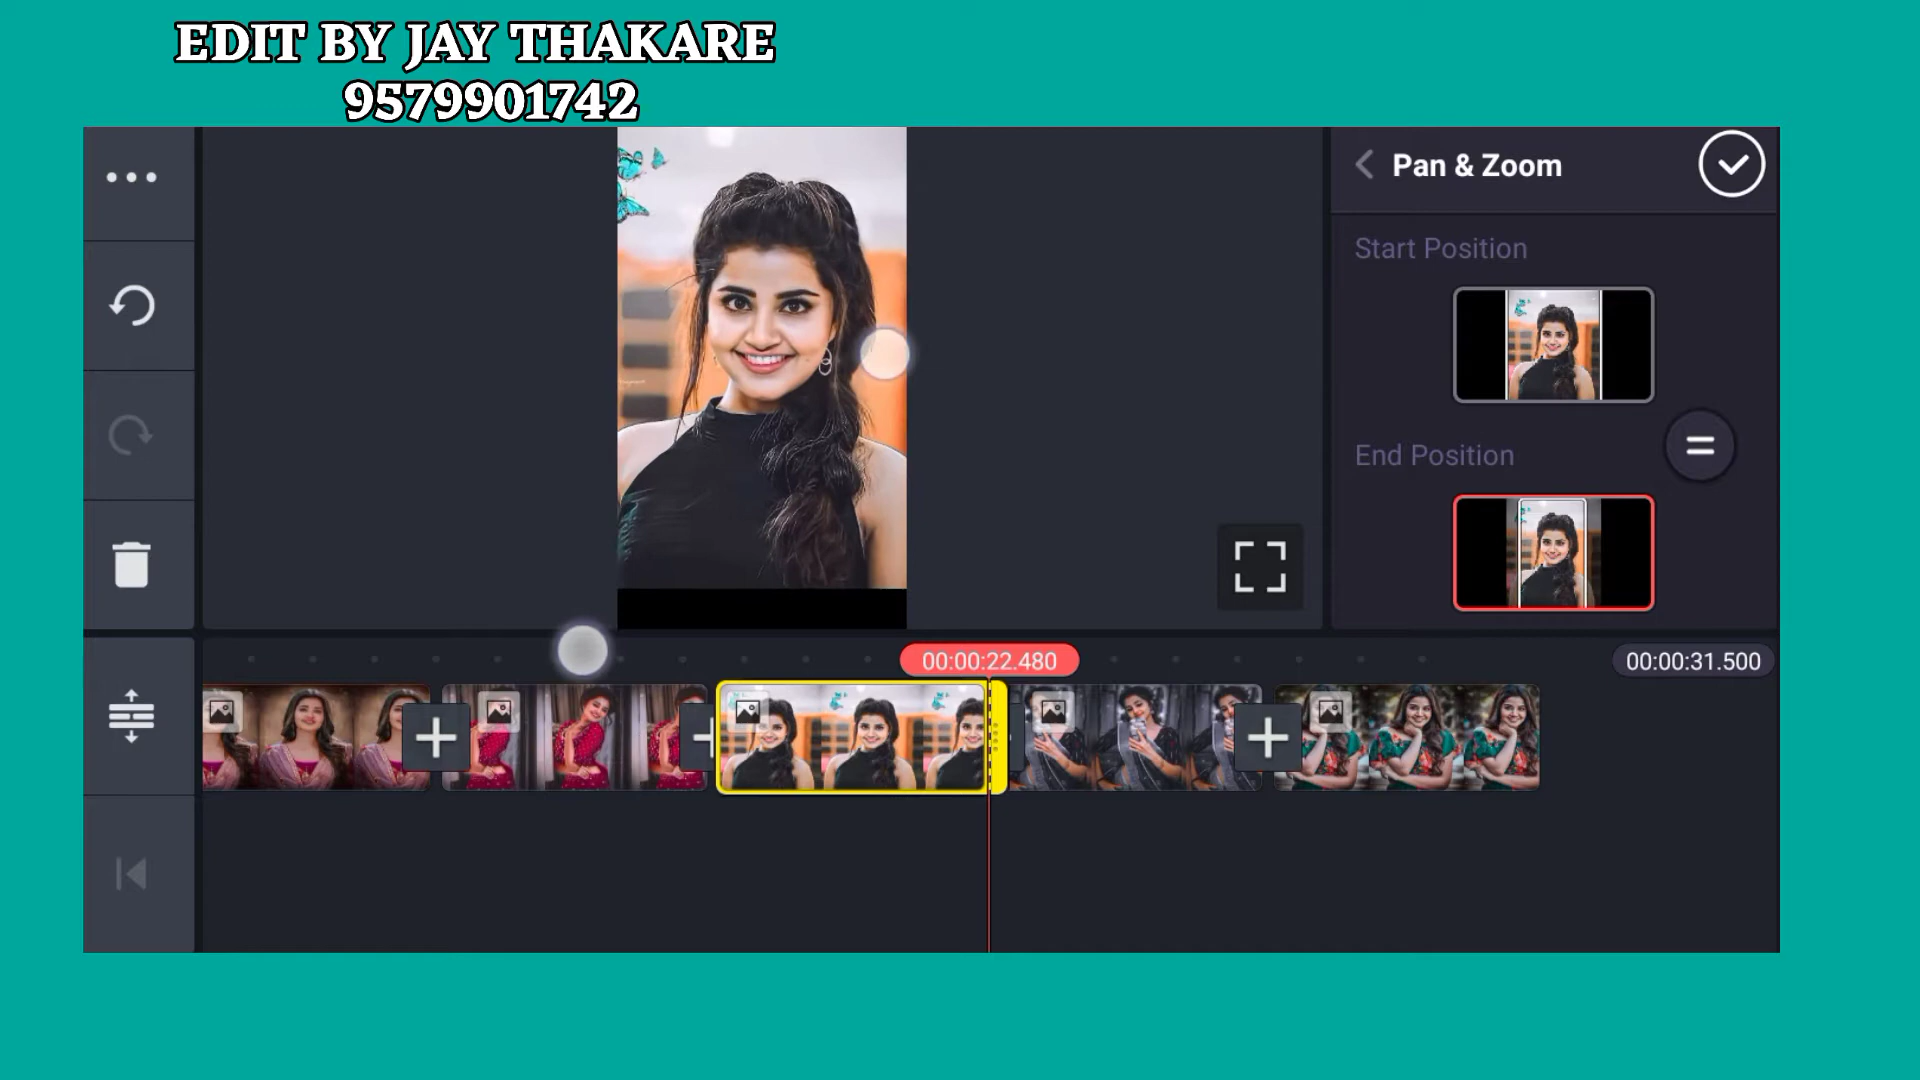 EDIT BY JAY THAKARE
9579901742
Pan & Zoom
Start Position
End Position
00:00:22.480
00:00:31.500